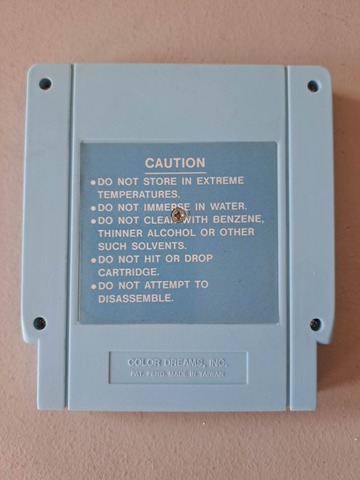 CAUTION
•DO NOT STORE IN EXTREME
TEMPERATURES.
•DO NOT IMMERSE IN WATER.
•DO NOT CLEAN WITH BENZENE,
THINNER ALCOHOL OR OTHER
SUCH SOLVENTS.
•DO NOT HIT OR DROP
CARTRIDGE.
•DO NOT ATTEMPT TO
DISASSEMBLE.
COLOR DREAMS, INC.
PAT. PEND. MADE IN TAIWAN